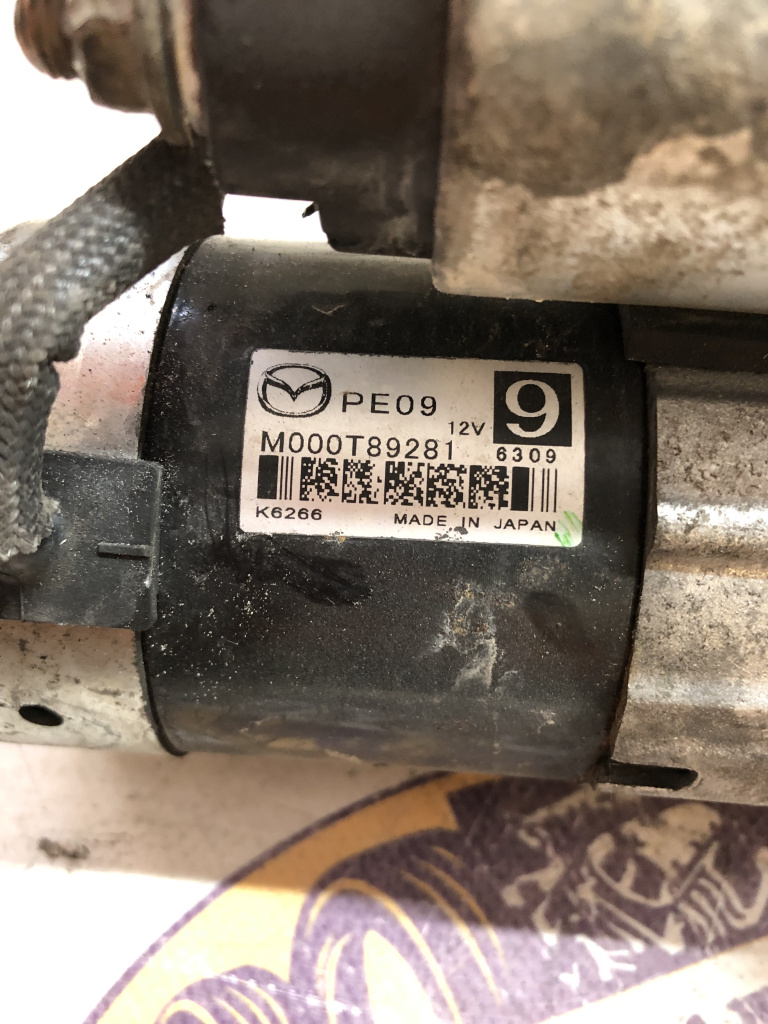 PE09
9
12V
M000T89281
6309
K6266 MADE IN JAPAN